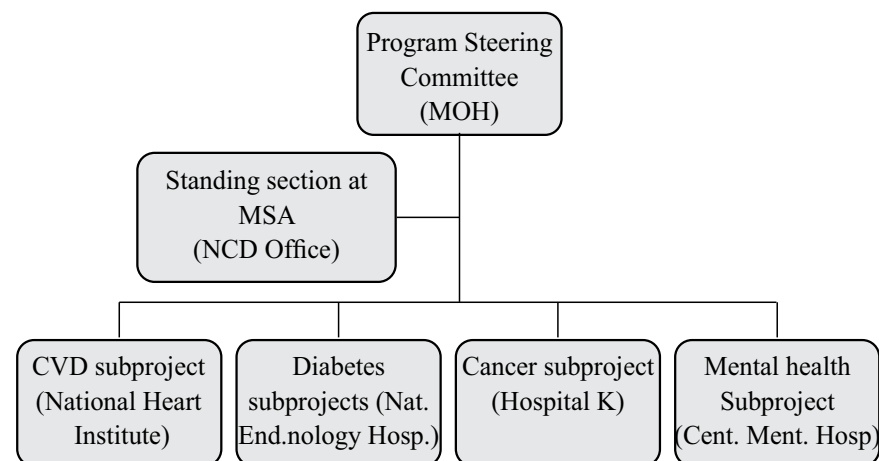 Program Steering
Committee
(MOH)
Standing section at
MSA
(NCD Office)
CVD subproject
(National Heart
Institute)
Diabetes
subprojects (Nat.
End.nology Hosp.)
Cancer subproject
(Hospital K)
Mental health
Subproject
(Cent. Ment. Hosp)